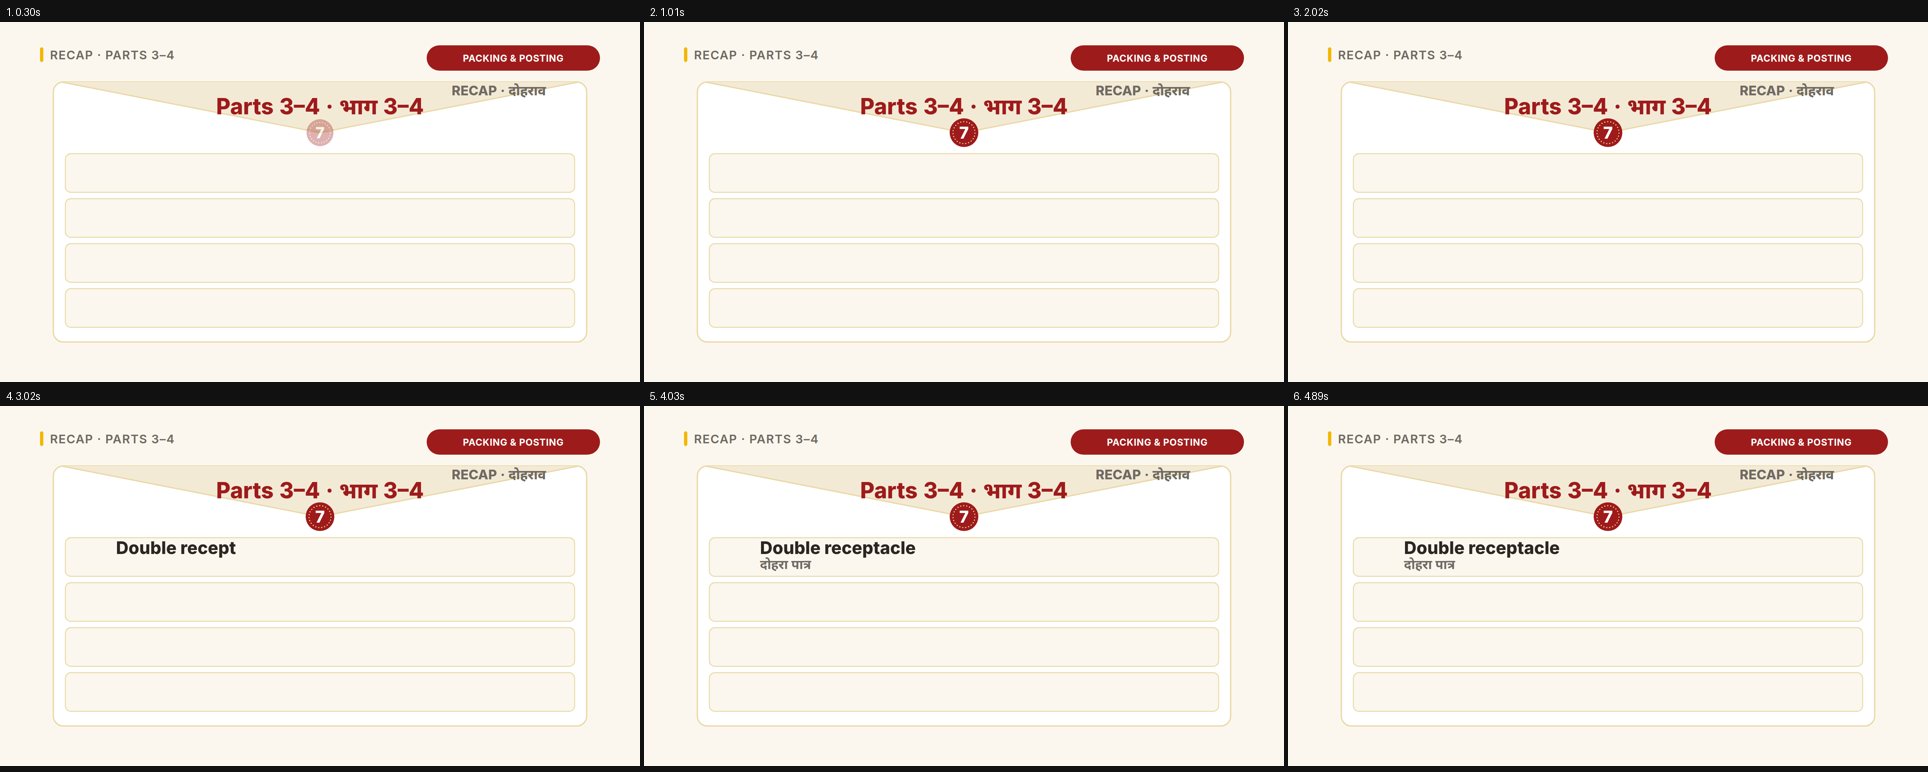 1. 0.30s
RECAP · PARTS 3–4
PACKING & POSTING
RECAP · दोहराव
Parts 3–4 · भाग 3–4
7
2. 1.01s
RECAP · PARTS 3–4
PACKING & POSTING
RECAP · दोहराव
Parts 3–4 · भाग 3–4
7
3. 2.02s
RECAP · PARTS 3–4
PACKING & POSTING
RECAP · दोहराव
Parts 3–4 · भाग 3–4
7
4. 3.02s
RECAP · PARTS 3–4
PACKING & POSTING
RECAP · दोहराव
Parts 3–4 · भाग 3–4
7
Double recept
5. 4.03s
RECAP · PARTS 3–4
PACKING & POSTING
RECAP · दोहराव
Parts 3–4 · भाग 3–4
7
Double receptacle
दोहरा पात्र
6. 4.89s
RECAP · PARTS 3–4
PACKING & POSTING
RECAP · दोहराव
Parts 3–4 · भाग 3–4
7
Double receptacle
दोहरा पात्र